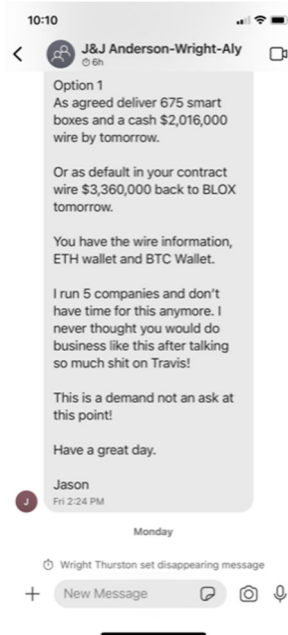 10:10
J&J Anderson-Wright-Aly
6h
Option 1
As agreed deliver 675 smart
boxes and a cash $2,016,000
wire by tomorrow.
Or as default in your contract
wire $3,360,000 back to BLOX
tomorrow.
You have the wire information,
ETH wallet and BTC Wallet.
I run 5 companies and don't
have time for this anymore. I
never thought you would do
business like this after talking
so much shit on Travis!
This is a demand not an ask at
this point!
Have a great day.
Jason
J
Fri 2:24 PM
Monday
Wright Thurston set disappearing message
New Message